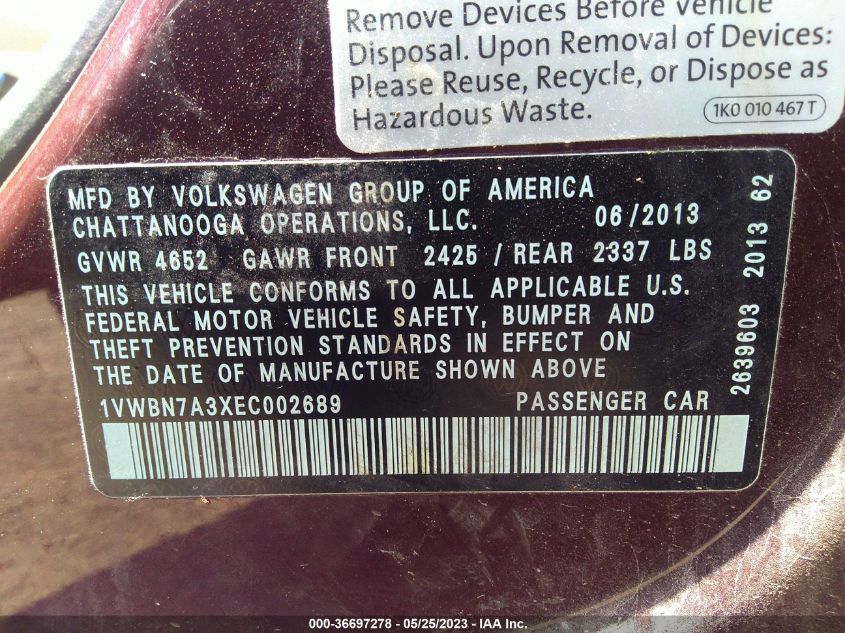 Remove Devices Before Vehicle
Disposal. Upon Removal of Devices:
Please Reuse, Recycle, or Dispose as
Hazardous Waste.
1K0 010 467 T
MFD BY VOLKSWAGEN GROUP OF AMERICA
CHATTANOOGA OPERATIONS, LLC. 06/2013
GVWR 4652 GAWR FRONT 2425 / REAR 2337 LBS
THIS VEHICLE CONFORMS TO ALL APPLICABLE U.S.
FEDERAL MOTOR VEHICLE SAFETY, BUMPER AND
THEFT PREVENTION STANDARDS IN EFFECT ON
THE DATE OF MANUFACTURE SHOWN ABOVE
1VWBN7A3XEC002689 PASSENGER CAR
2639603 2013 62
000-36697278 - 05/25/2023 - IAA Inc.